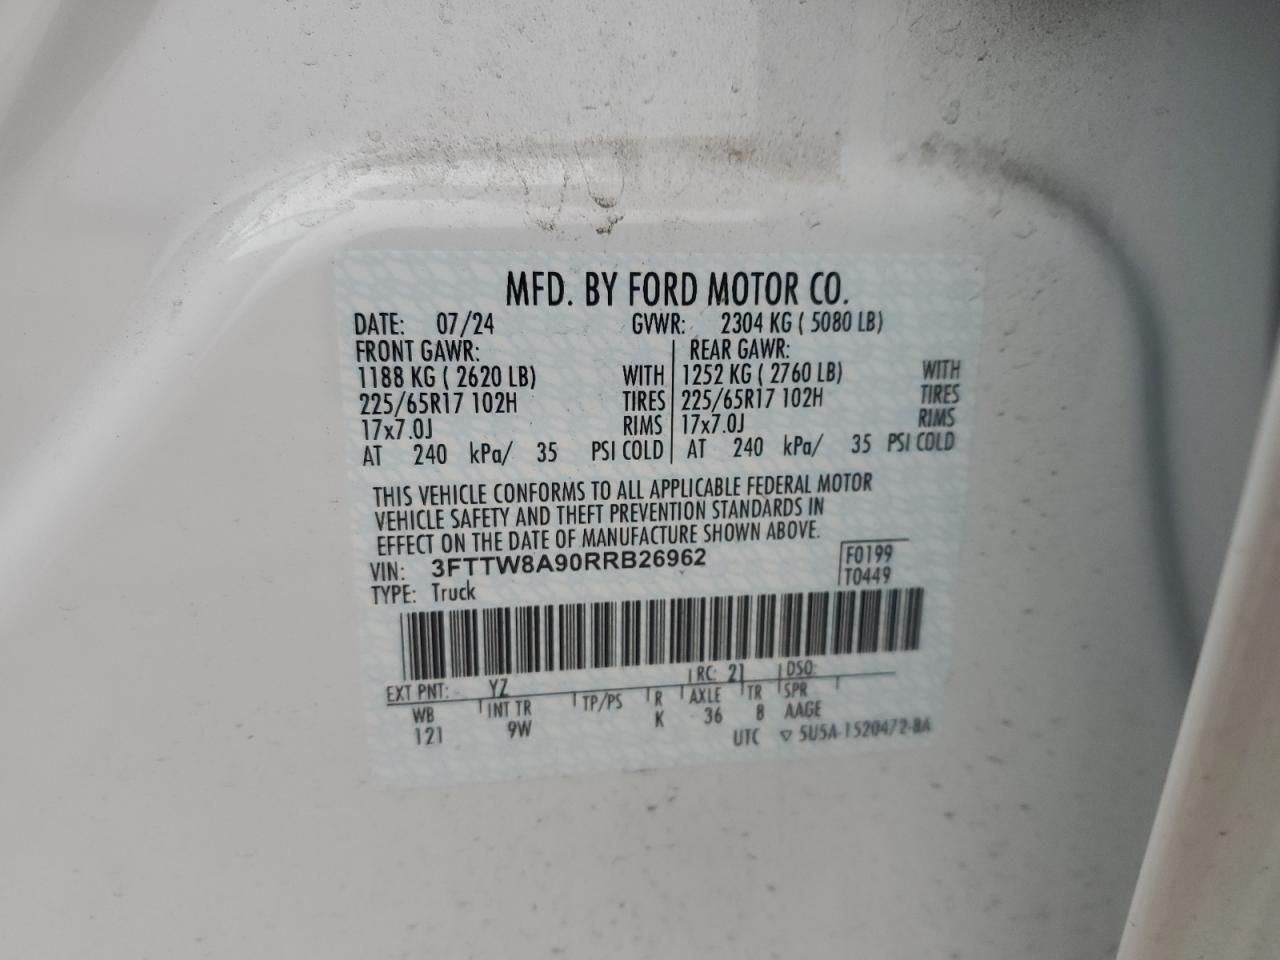 MFD. BY FORD MOTOR CO.
DATE: 07/24 GVWR: 2304 KG ( 5080 LB)
FRONT GAWR: REAR GAWR:
1188 KG ( 2620 LB) WITH 1252 KG ( 2760 LB) WITH
225/65R17 102H TIRES 225/65R17 102H TIRES
17x7.0J RIMS 17x7.0J RIMS
AT 240 kPa/ 35 PSI COLD AT 240 kPa/ 35 PSI COLD
THIS VEHICLE CONFORMS TO ALL APPLICABLE FEDERAL MOTOR
VEHICLE SAFETY AND THEFT PREVENTION STANDARDS IN
EFFECT ON THE DATE OF MANUFACTURE SHOWN ABOVE.
VIN: 3FTTW8A90RRB26962 F0199
TYPE: Truck T0449
EXT PNT: YZ RC: 21 DSO:
WB INT TR TP/PS R AXLE TR SPR
121 9W K 36 8 AAGE
UTC ▽ 5U5A-1520472-BA